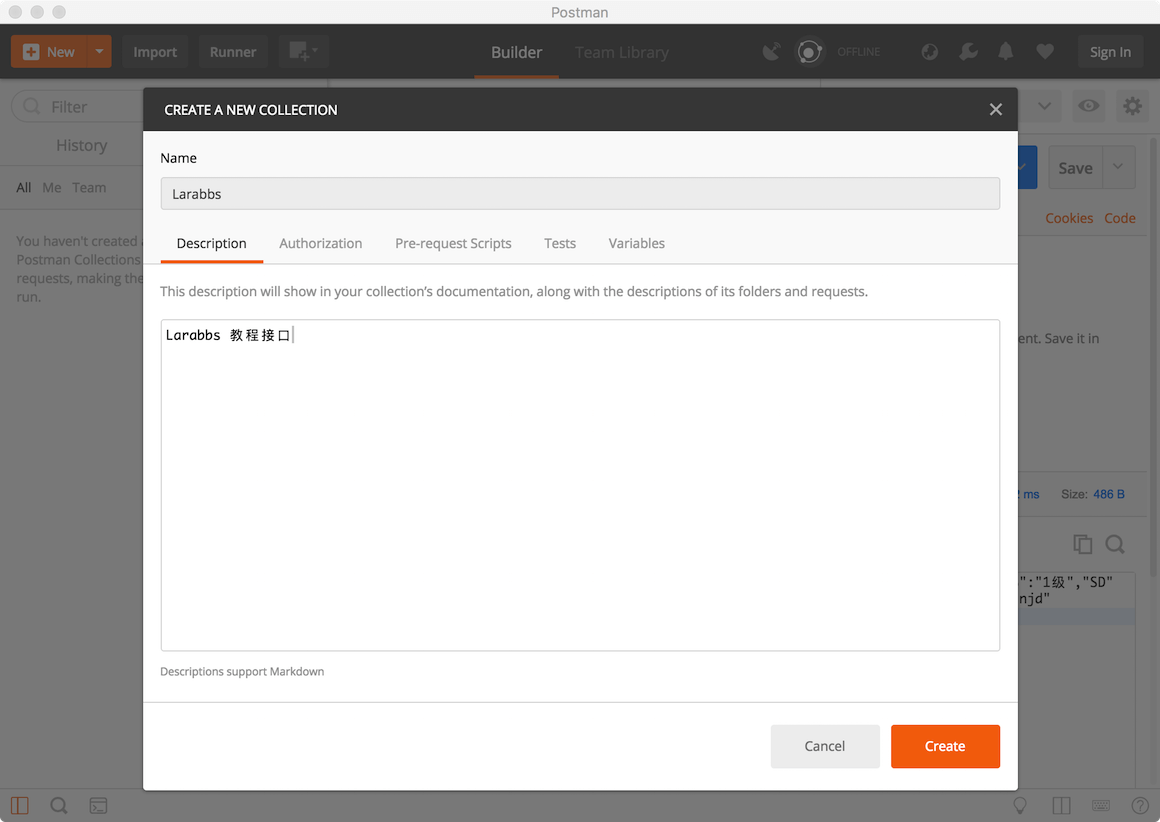 Postman
New
Import
Runner
Builder
Team Library
OFFLINE
Sign In
Filter
History
All Me Team
You haven't created
Postman Collections
requests, making the
run.
CREATE A NEW COLLECTION
Name
Larabbs
Description Authorization Pre-request Scripts Tests Variables
This description will show in your collection's documentation, along with the descriptions of its folders and requests.
Larabbs 教程接口
Descriptions support Markdown
Cancel
Create
Save
Cookies Code
ent. Save it in
ms Size: 486 B
":"1级","SD"
njd"